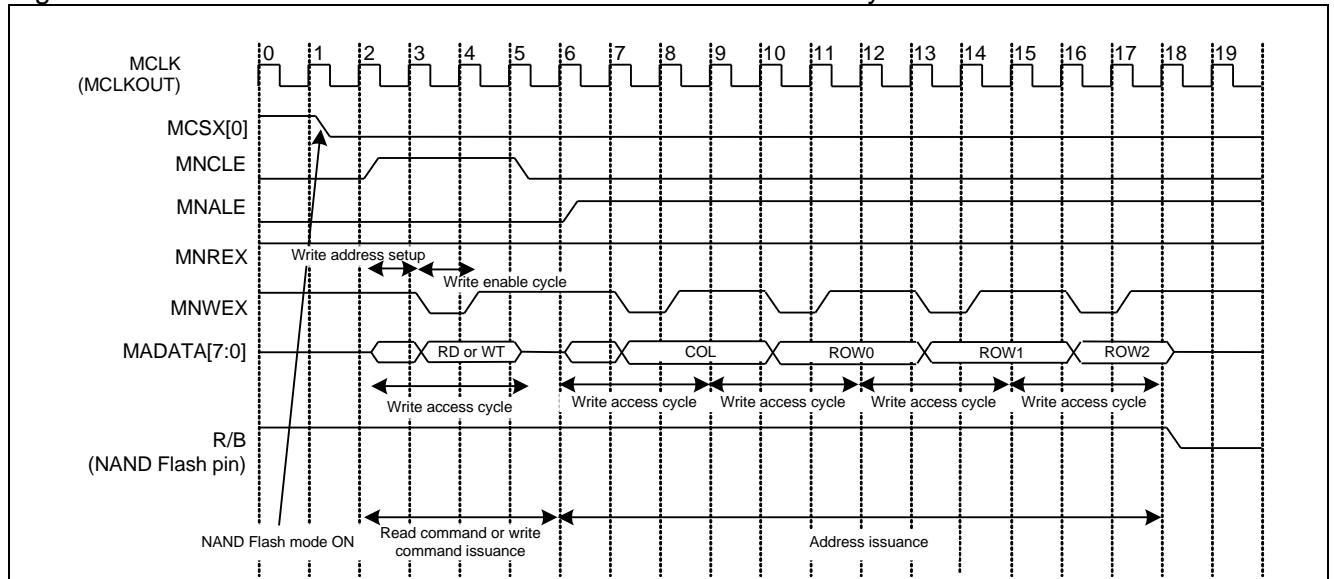 0 1 2 3 4 5 6 7 8 9 10 11 12 13 14 15 16 17 18 19
MCLK
(MCLKOUT)
MCSX[0]
MNCLE
MNALE
MNREX
Write address setup
Write enable cycle
MNWEX
MADATA[7:0]
RD or WT COL ROW0 ROW1 ROW2
Write access cycle Write access cycle Write access cycle Write access cycle Write access cycle
R/B
(NAND Flash pin)
NAND Flash mode ON
Read command or write
command issuance
Address issuance